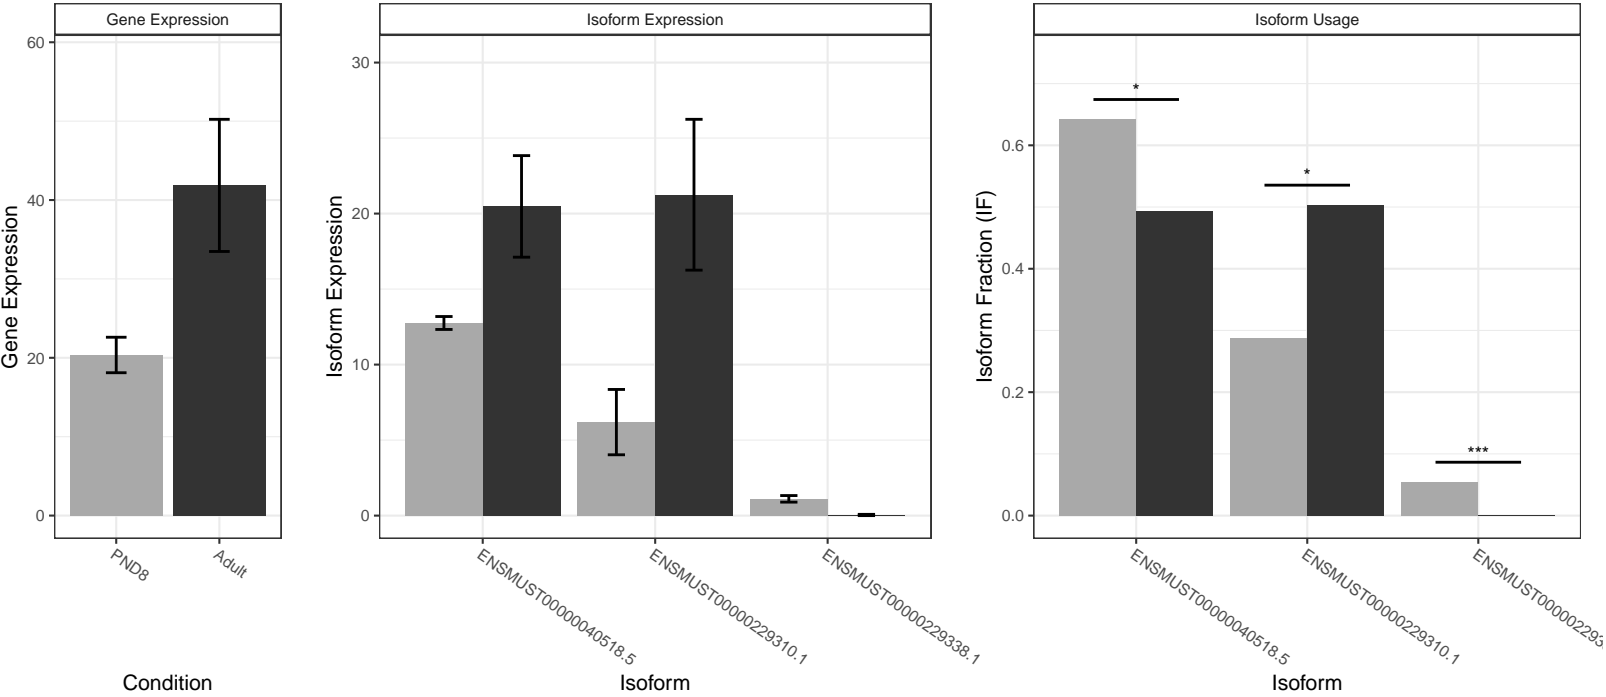 Gene Expression
Isoform Expression
Isoform Usage
Gene Expression
60
40
20
0
PND8
Adult
Condition
Isoform Expression
30
20
10
0
ENSMUST00000040518.5
ENSMUST00000229310.1
ENSMUST00000229338.1
Isoform
Isoform Fraction (IF)
0.6
0.4
0.2
0.0
*
*
***
ENSMUST00000040518.5
ENSMUST00000229310.1
ENSMUST000002293
Isoform